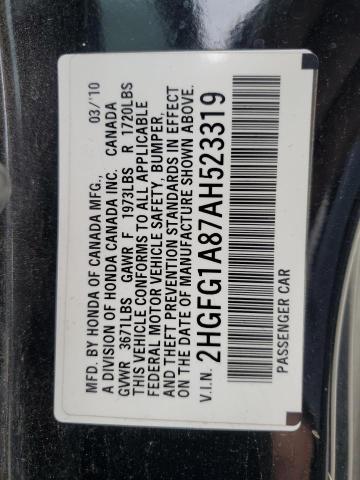 MFD. BY HONDA OF CANADA MFG., 03/'10
A DIVISION OF HONDA CANADA INC. CANADA
GVWR 3671LBS GAWR F 1973LBS R 1720LBS
THIS VEHICLE CONFORMS TO ALL APPLICABLE
FEDERAL MOTOR VEHICLE SAFETY, BUMPER,
AND THEFT PREVENTION STANDARDS IN EFFECT
ON THE DATE OF MANUFACTURE SHOWN ABOVE.
V.I.N. 2HGFG1A87AH523319
PASSENGER CAR